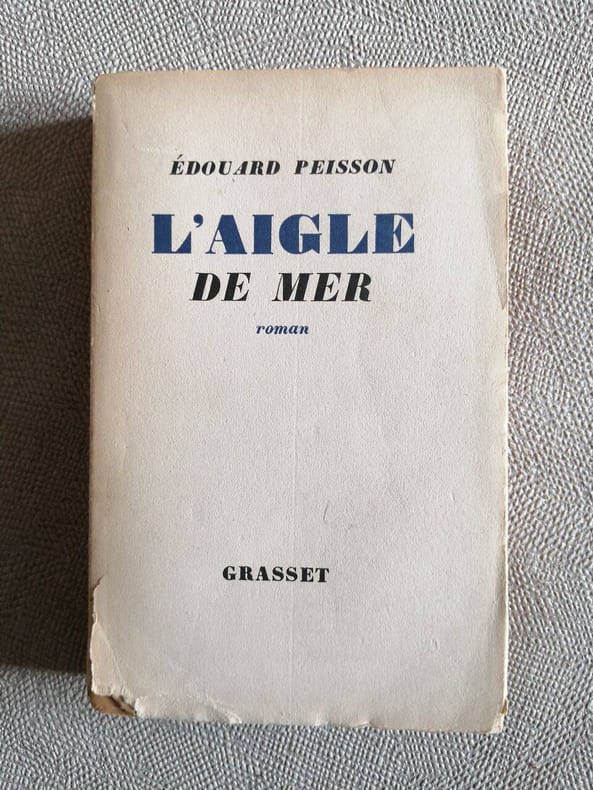 ÉDOUARD PEISSON
L'AIGLE
DE MER
roman
GRASSET